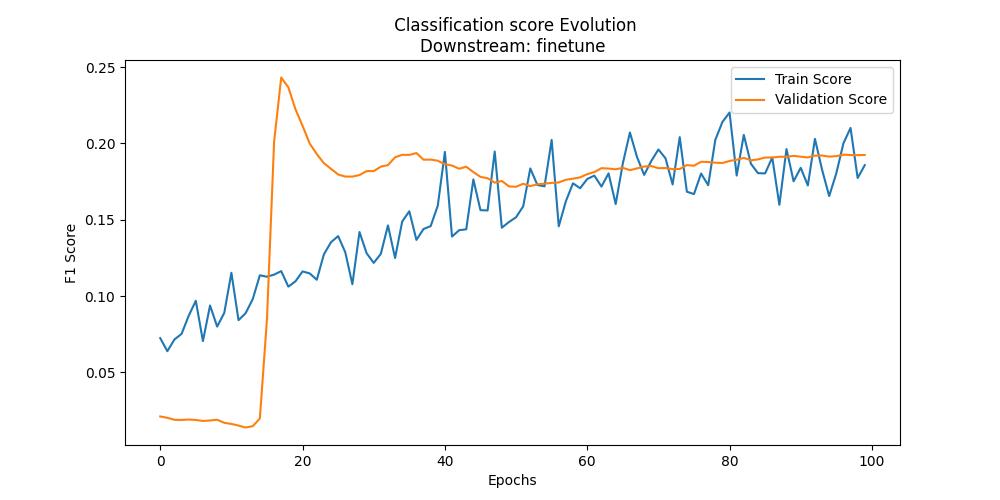 Classification score Evolution
Downstream: finetune
Train Score
Validation Score
F1 Score
0.25
0.20
0.15
0.10
0.05
0 20 40 60 80 100
Epochs